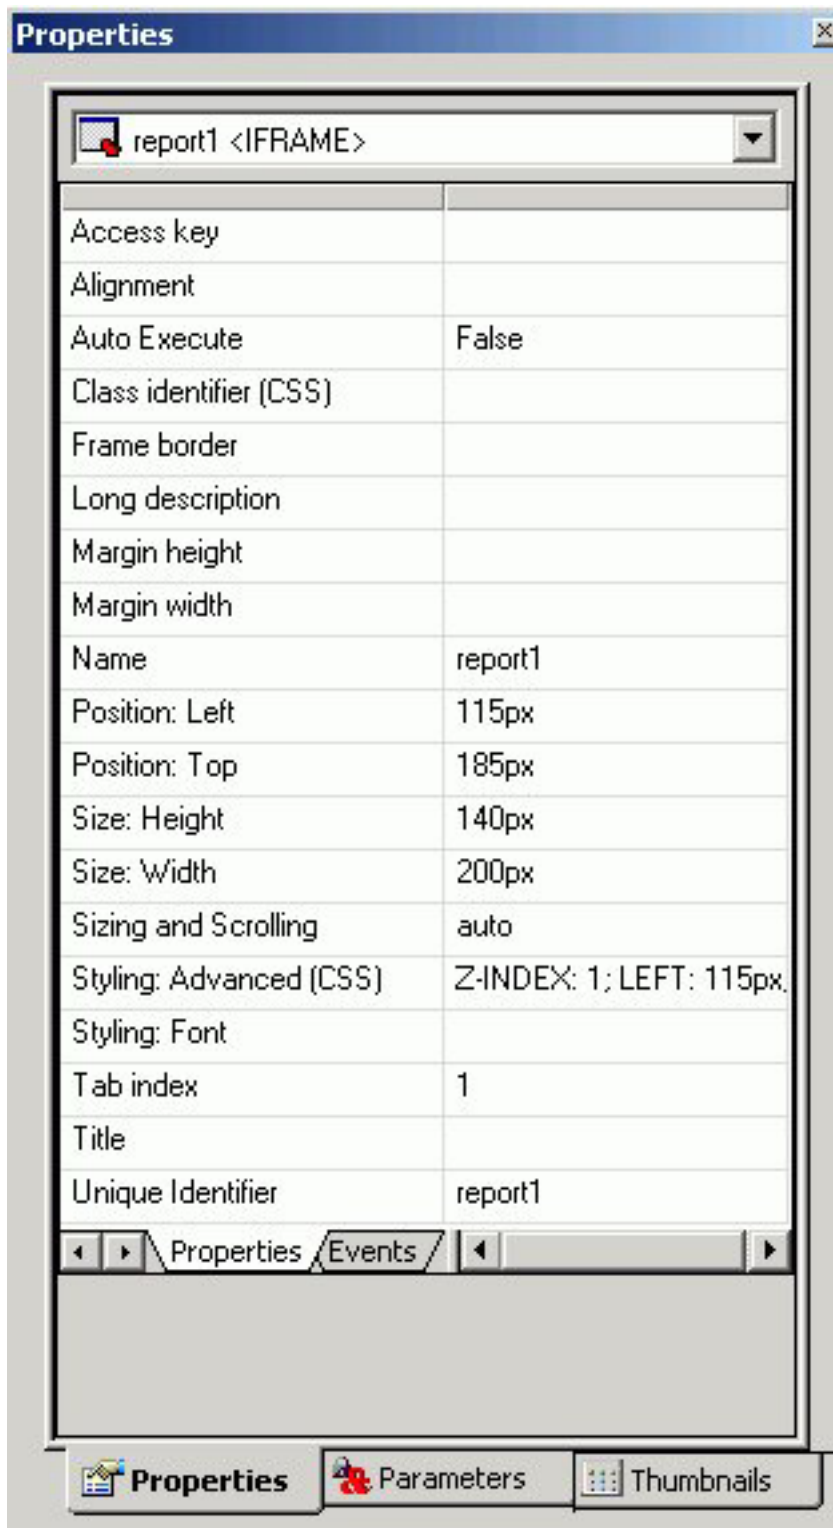 Properties
report1 <IFRAME>
Access key
Alignment
Auto Execute False
Class identifier (CSS)
Frame border
Long description
Margin height
Margin width
Name report1
Position: Left 115px
Position: Top 185px
Size: Height 140px
Size: Width 200px
Sizing and Scrolling auto
Styling: Advanced (CSS) Z-INDEX: 1; LEFT: 115px,
Styling: Font
Tab index 1
Title
Unique Identifier report1
Properties Events
Properties Parameters Thumbnails